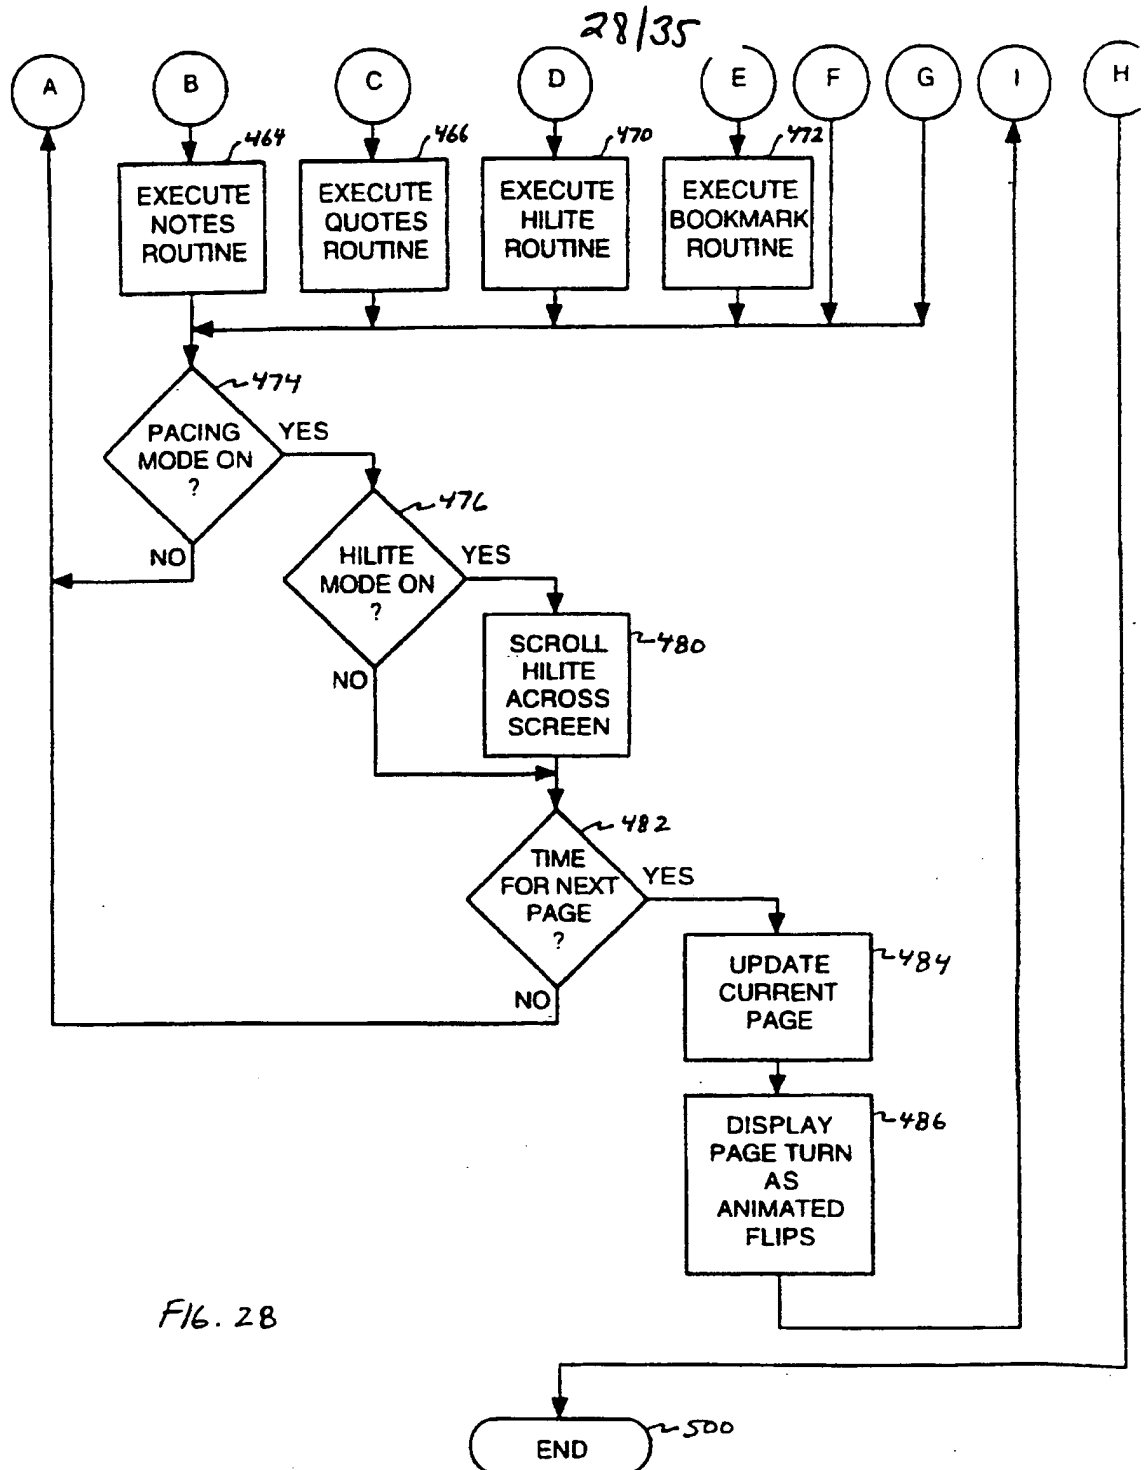 28/35
A
B
C
D
E
F
G
I
H
464
466
470
472
EXECUTE
NOTES
ROUTINE
EXECUTE
QUOTES
ROUTINE
EXECUTE
HILITE
ROUTINE
EXECUTE
BOOKMARK
ROUTINE
474
PACING
MODE ON
?
YES
NO
476
HILITE
MODE ON
?
YES
NO
480
SCROLL
HILITE
ACROSS
SCREEN
482
TIME
FOR NEXT
PAGE
?
YES
NO
484
UPDATE
CURRENT
PAGE
486
DISPLAY
PAGE TURN
AS
ANIMATED
FLIPS
FIG. 28
500
END